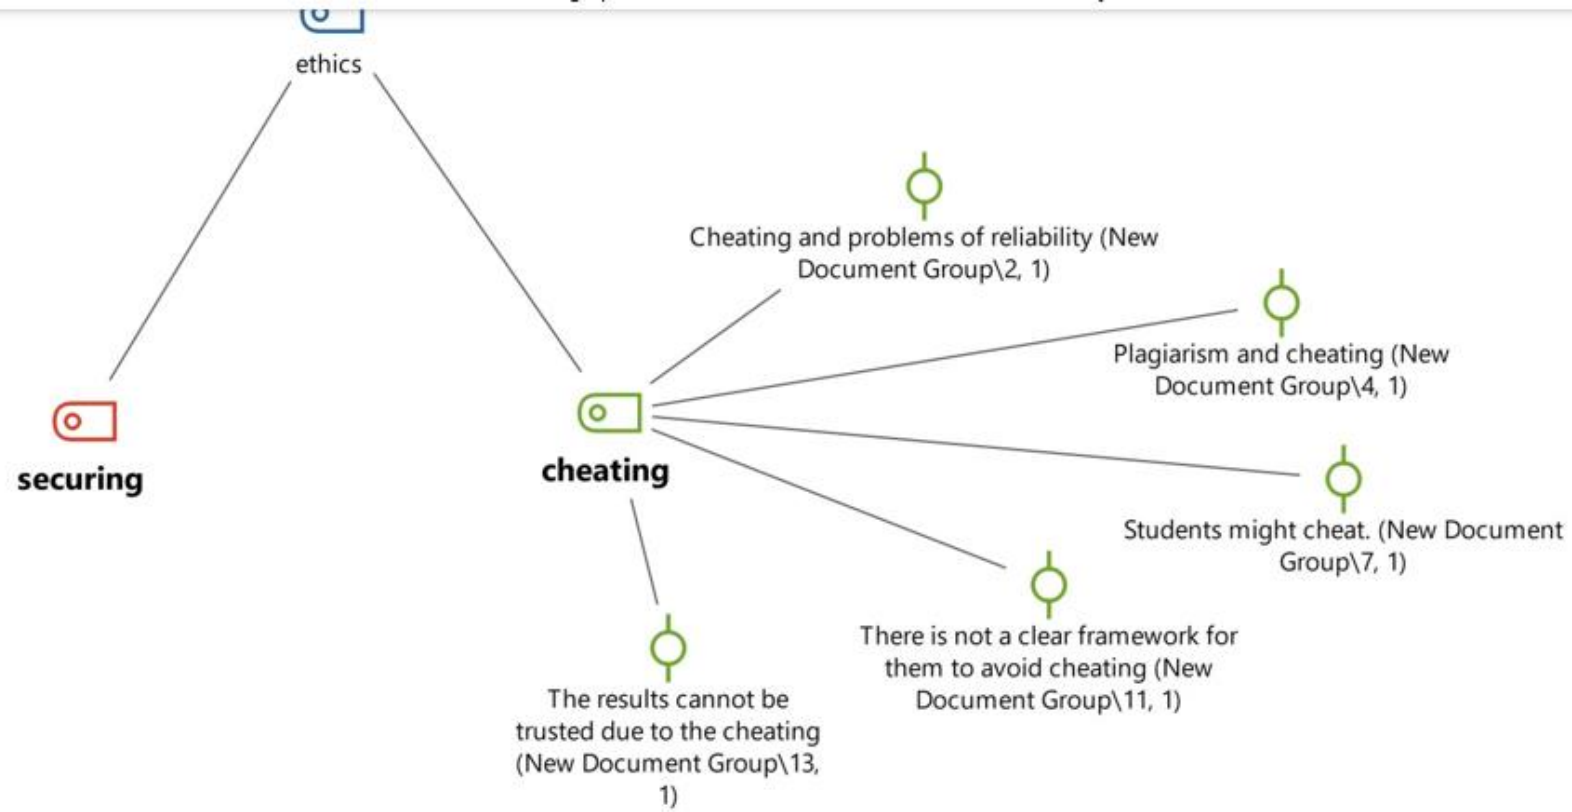 ethics
Cheating and problems of reliability (New
Document Group\2, 1)
Plagiarism and cheating (New
Document Group\4, 1)
securing
cheating
Students might cheat. (New Document
Group\7, 1)
There is not a clear framework for
them to avoid cheating (New
Document Group\11, 1)
The results cannot be
trusted due to the cheating
(New Document Group\13,
1)